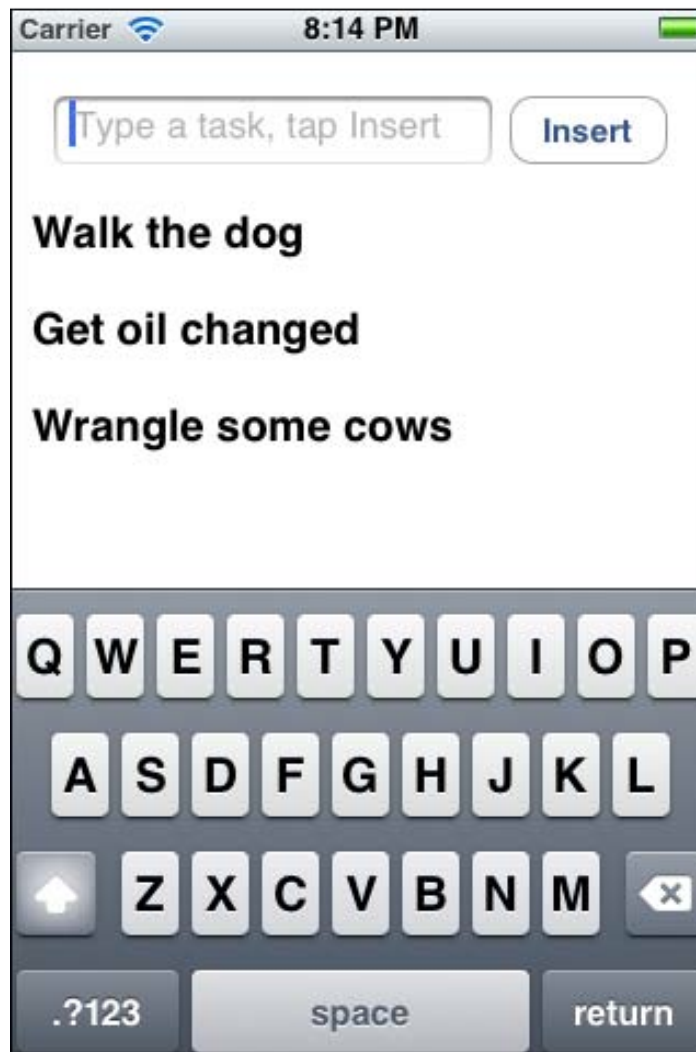 Carrier 8:14 PM
Type a task, tap Insert Insert
Walk the dog
Get oil changed
Wrangle some cows
Q W E R T Y U I O P
A S D F G H J K L
Z X C V B N M
.?123 space return